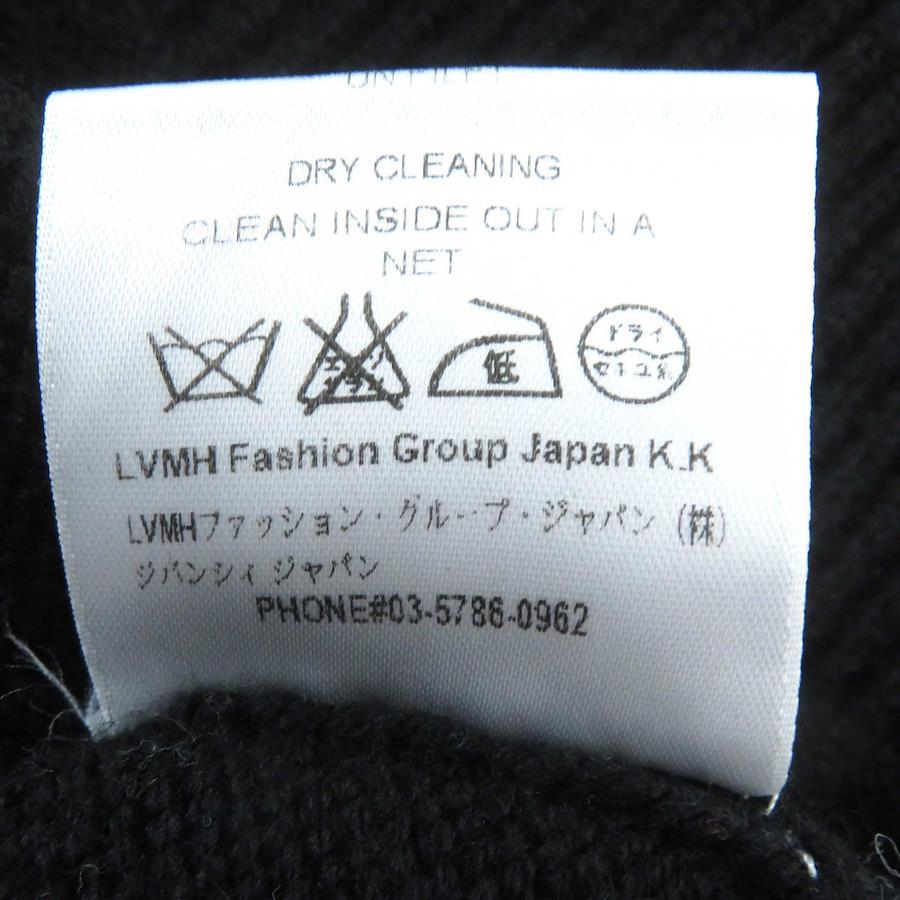 DRY CLEANING
CLEAN INSIDE OUT IN A
NET
低
ドライ
セキユ系
LVMH Fashion Group Japan K.K
LVMHファッション・グループ・ジャパン (株)
ジバンシィ ジャパン
PHONE#03-5786-0962